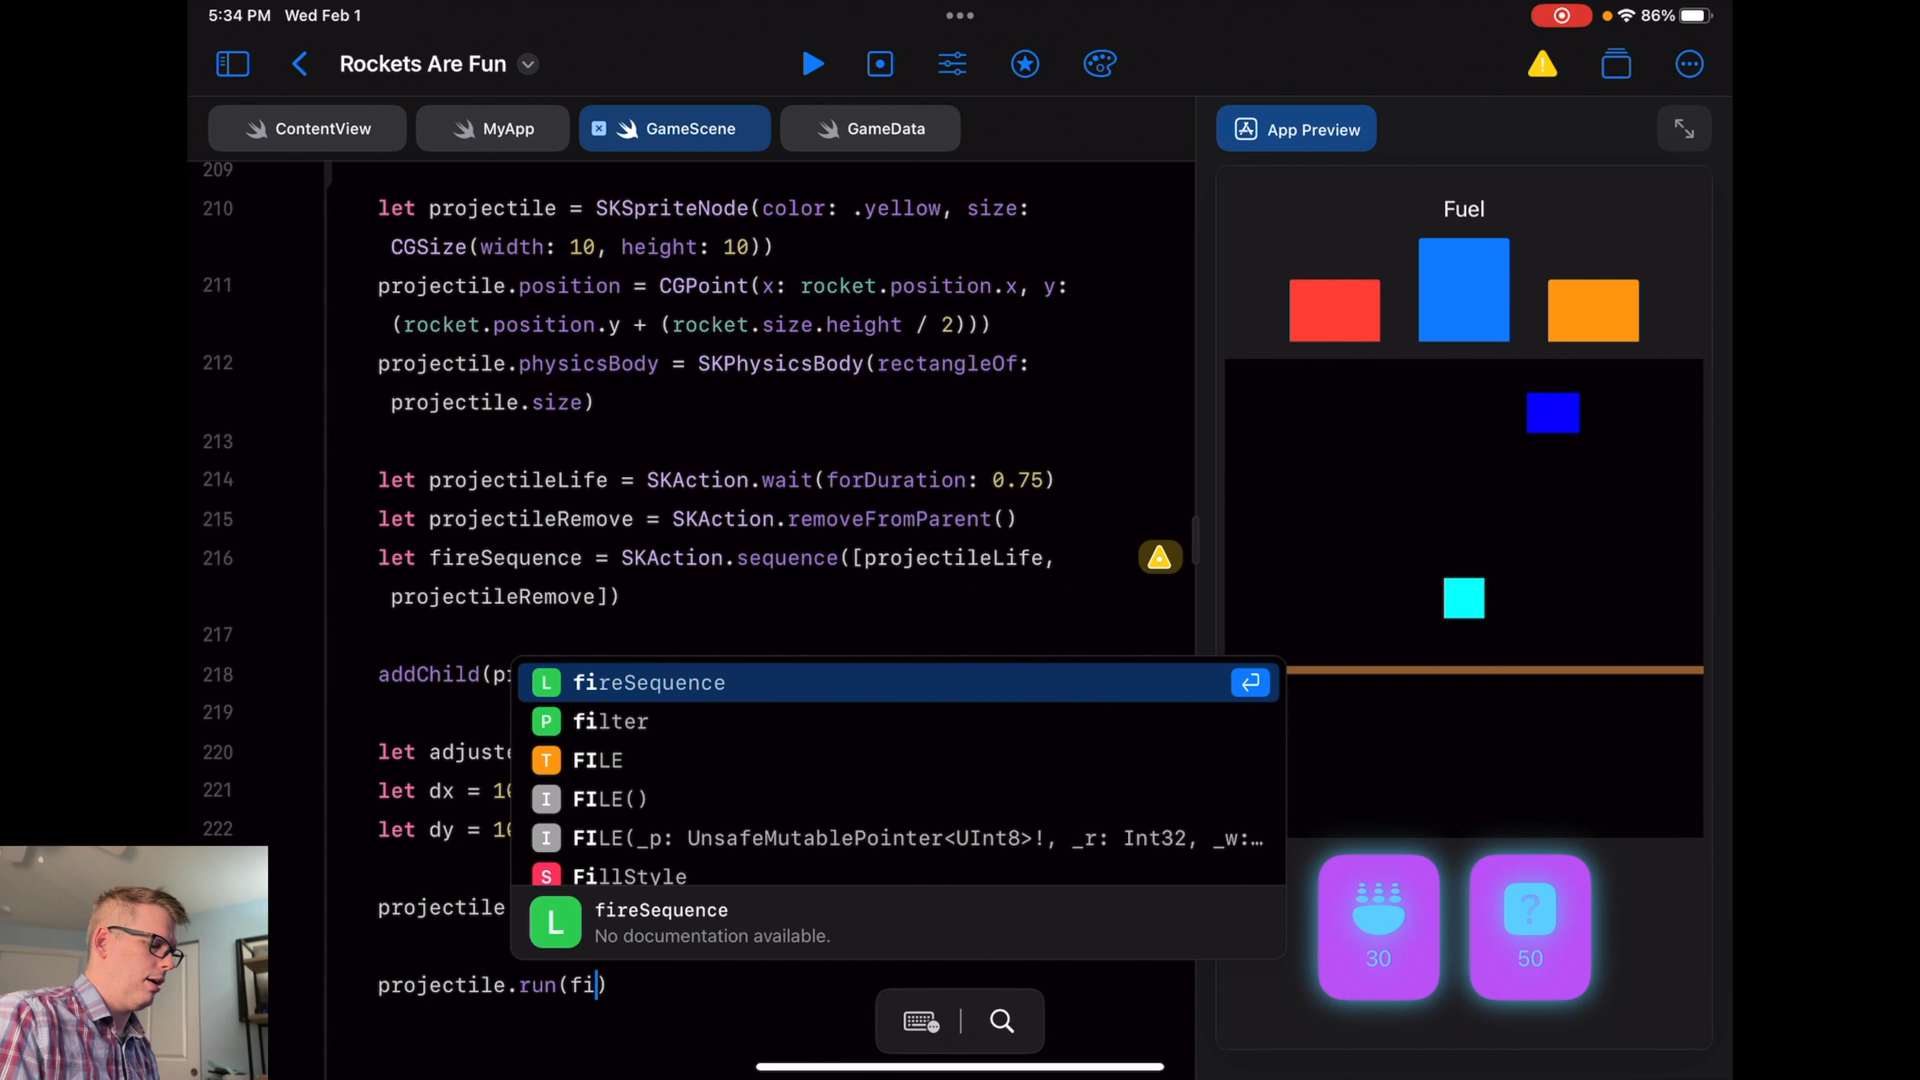 5:34 PM Wed Feb 1
86%
Rockets Are Fun
ContentView
MyApp
GameScene
GameData
App Preview
209
210 let projectile = SKSpriteNode(color: .yellow, size:
CGSize(width: 10, height: 10))
211 projectile.position = CGPoint(x: rocket.position.x, y:
(rocket.position.y + (rocket.size.height / 2)))
212 projectile.physicsBody = SKPhysicsBody(rectangleOf:
projectile.size)
213
214 let projectileLife = SKAction.wait(forDuration: 0.75)
215 let projectileRemove = SKAction.removeFromParent()
216 let fireSequence = SKAction.sequence([projectileLife,
projectileRemove])
217
218 addChild(pr
219
220 let adjuste
221 let dx = 10
222 let dy = 10
projectile
projectile.run(fi)
L fireSequence
P filter
T FILE
I FILE()
I FILE(_p: UnsafeMutablePointer<UInt8>!, _r: Int32, _w:…
S FillStyle
L fireSequence
No documentation available.
Fuel
30
?
50